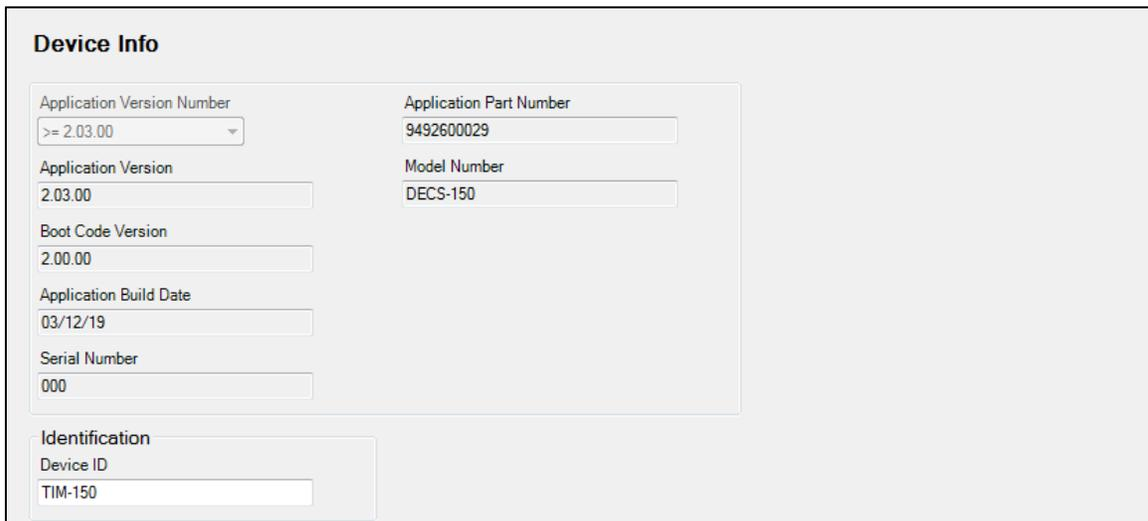 Device Info
Application Version Number
>= 2.03.00
Application Version
2.03.00
Boot Code Version
2.00.00
Application Build Date
03/12/19
Serial Number
000
Application Part Number
9492600029
Model Number
DECS-150
Identification
Device ID
TIM-150